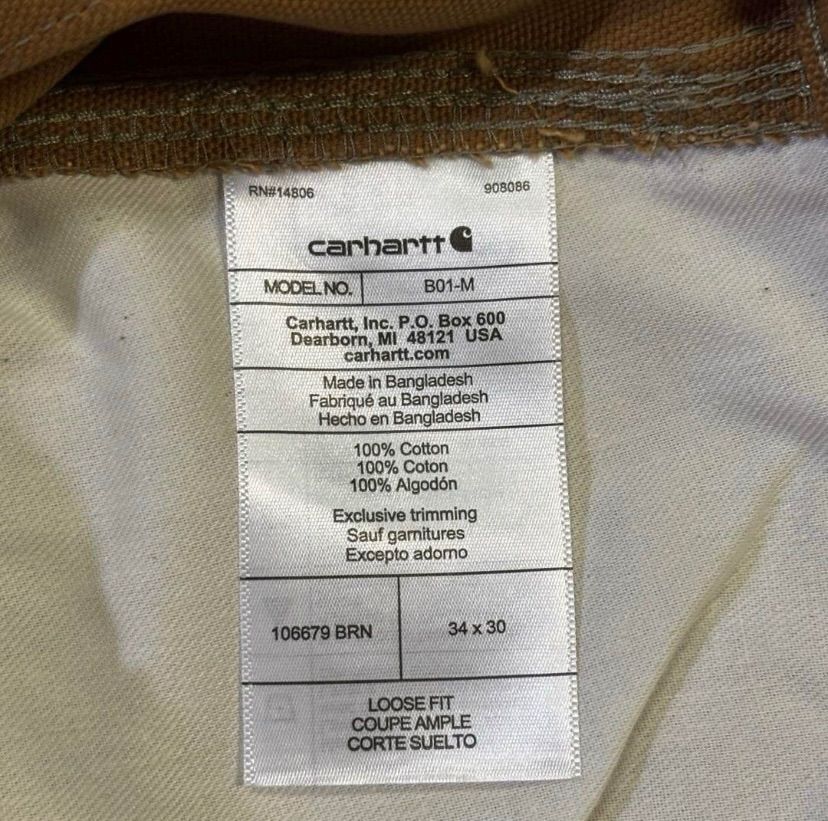 RN#14806 908086
carhartt
MODEL NO. B01-M
Carhartt, Inc. P.O. Box 600
Dearborn, MI 48121 USA
carhartt.com
Made in Bangladesh
Fabriqué au Bangladesh
Hecho en Bangladesh
100% Cotton
100% Coton
100% Algodón
Exclusive trimming
Sauf garnitures
Excepto adorno
106679 BRN 34 x 30
LOOSE FIT
COUPE AMPLE
CORTE SUELTO